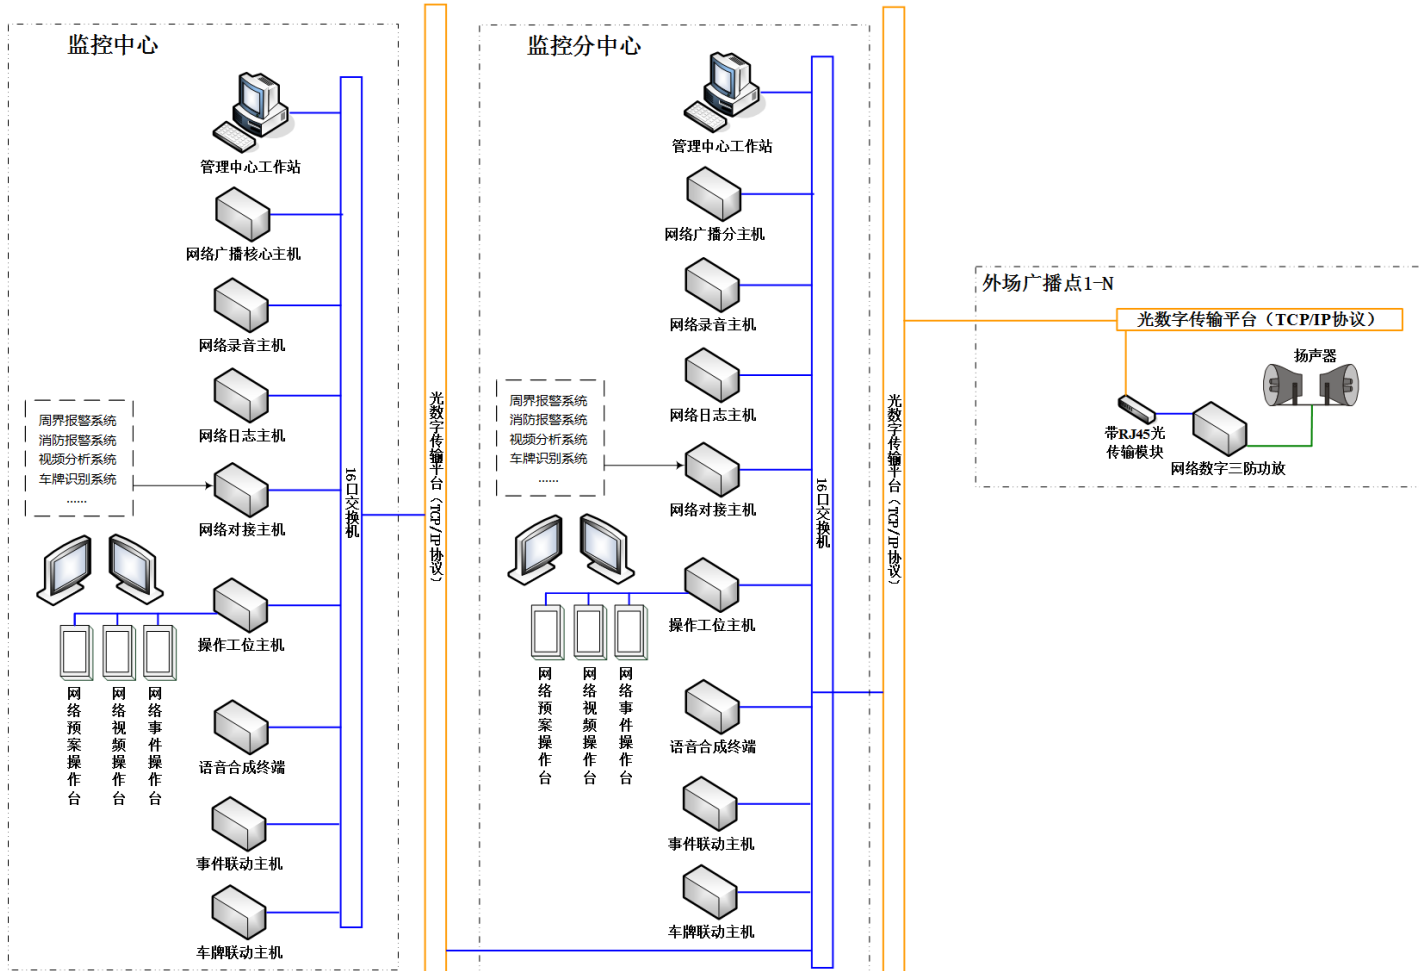 监控中心
管理中心工作站
网络广播核心主机
网络录音主机
网络日志主机
周界报警系统
消防报警系统
视频分析系统
车牌识别系统
......
网络对接主机
操作工位主机
网络预案操作台
网络视频操作台
网络事件操作台
语音合成终端
事件联动主机
车牌联动主机
16口交换机
光数字传输平台（TCP/IP协议）
监控分中心
管理中心工作站
网络广播分主机
网络录音主机
网络日志主机
周界报警系统
消防报警系统
视频分析系统
车牌识别系统
......
网络对接主机
操作工位主机
网络预案操作台
网络视频操作台
网络事件操作台
语音合成终端
事件联动主机
车牌联动主机
16口交换机
光数字传输平台（TCP/IP协议）
外场广播点1-N
光数字传输平台（TCP/IP协议）
扬声器
带RJ45光
传输模块
网络数字三防功放